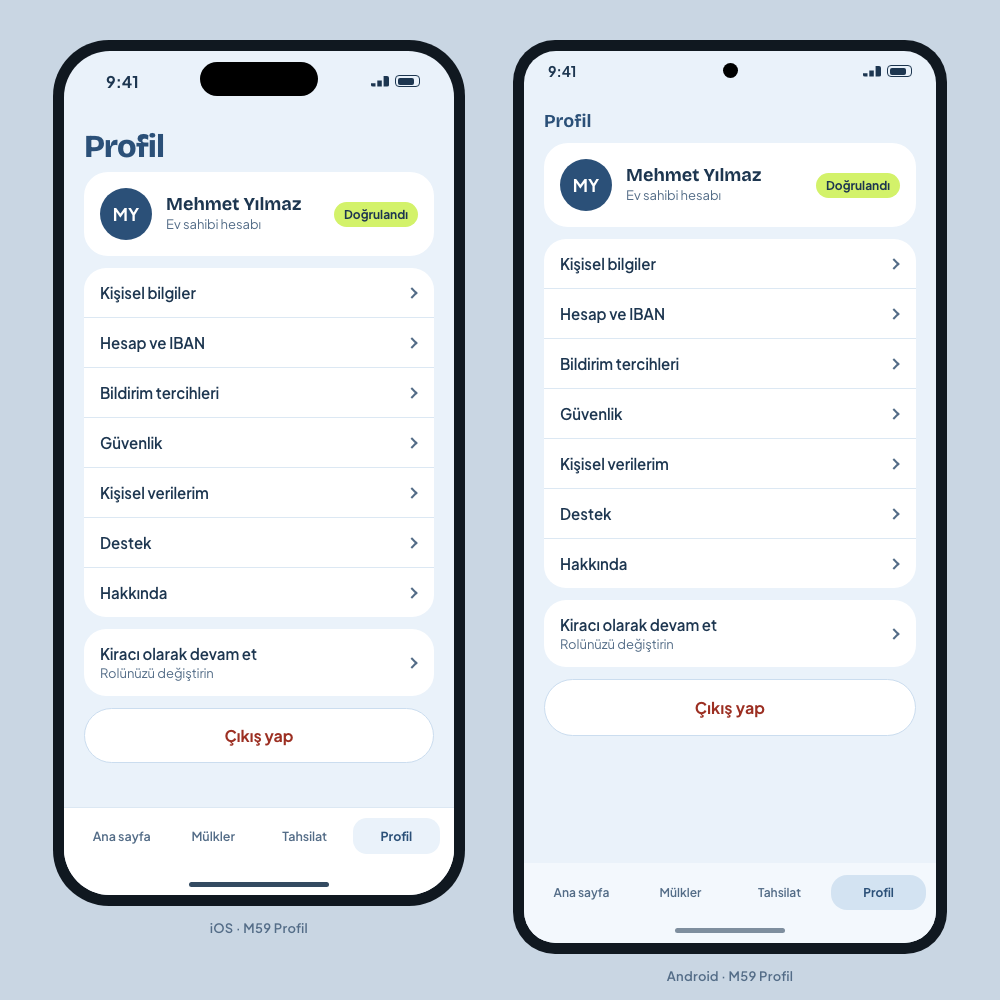 9:41
Profil
MY
Mehmet Yılmaz
Ev sahibi hesabı
Doğrulandı
Kişisel bilgiler
Hesap ve IBAN
Bildirim tercihleri
Güvenlik
Kişisel verilerim
Destek
Hakkında
Kiracı olarak devam et
Rolünüzü değiştirin
Çıkış yap
Ana sayfa Mülkler Tahsilat Profil
iOS · M59 Profil
9:41
Profil
MY
Mehmet Yılmaz
Ev sahibi hesabı
Doğrulandı
Kişisel bilgiler
Hesap ve IBAN
Bildirim tercihleri
Güvenlik
Kişisel verilerim
Destek
Hakkında
Kiracı olarak devam et
Rolünüzü değiştirin
Çıkış yap
Ana sayfa Mülkler Tahsilat Profil
Android · M59 Profil